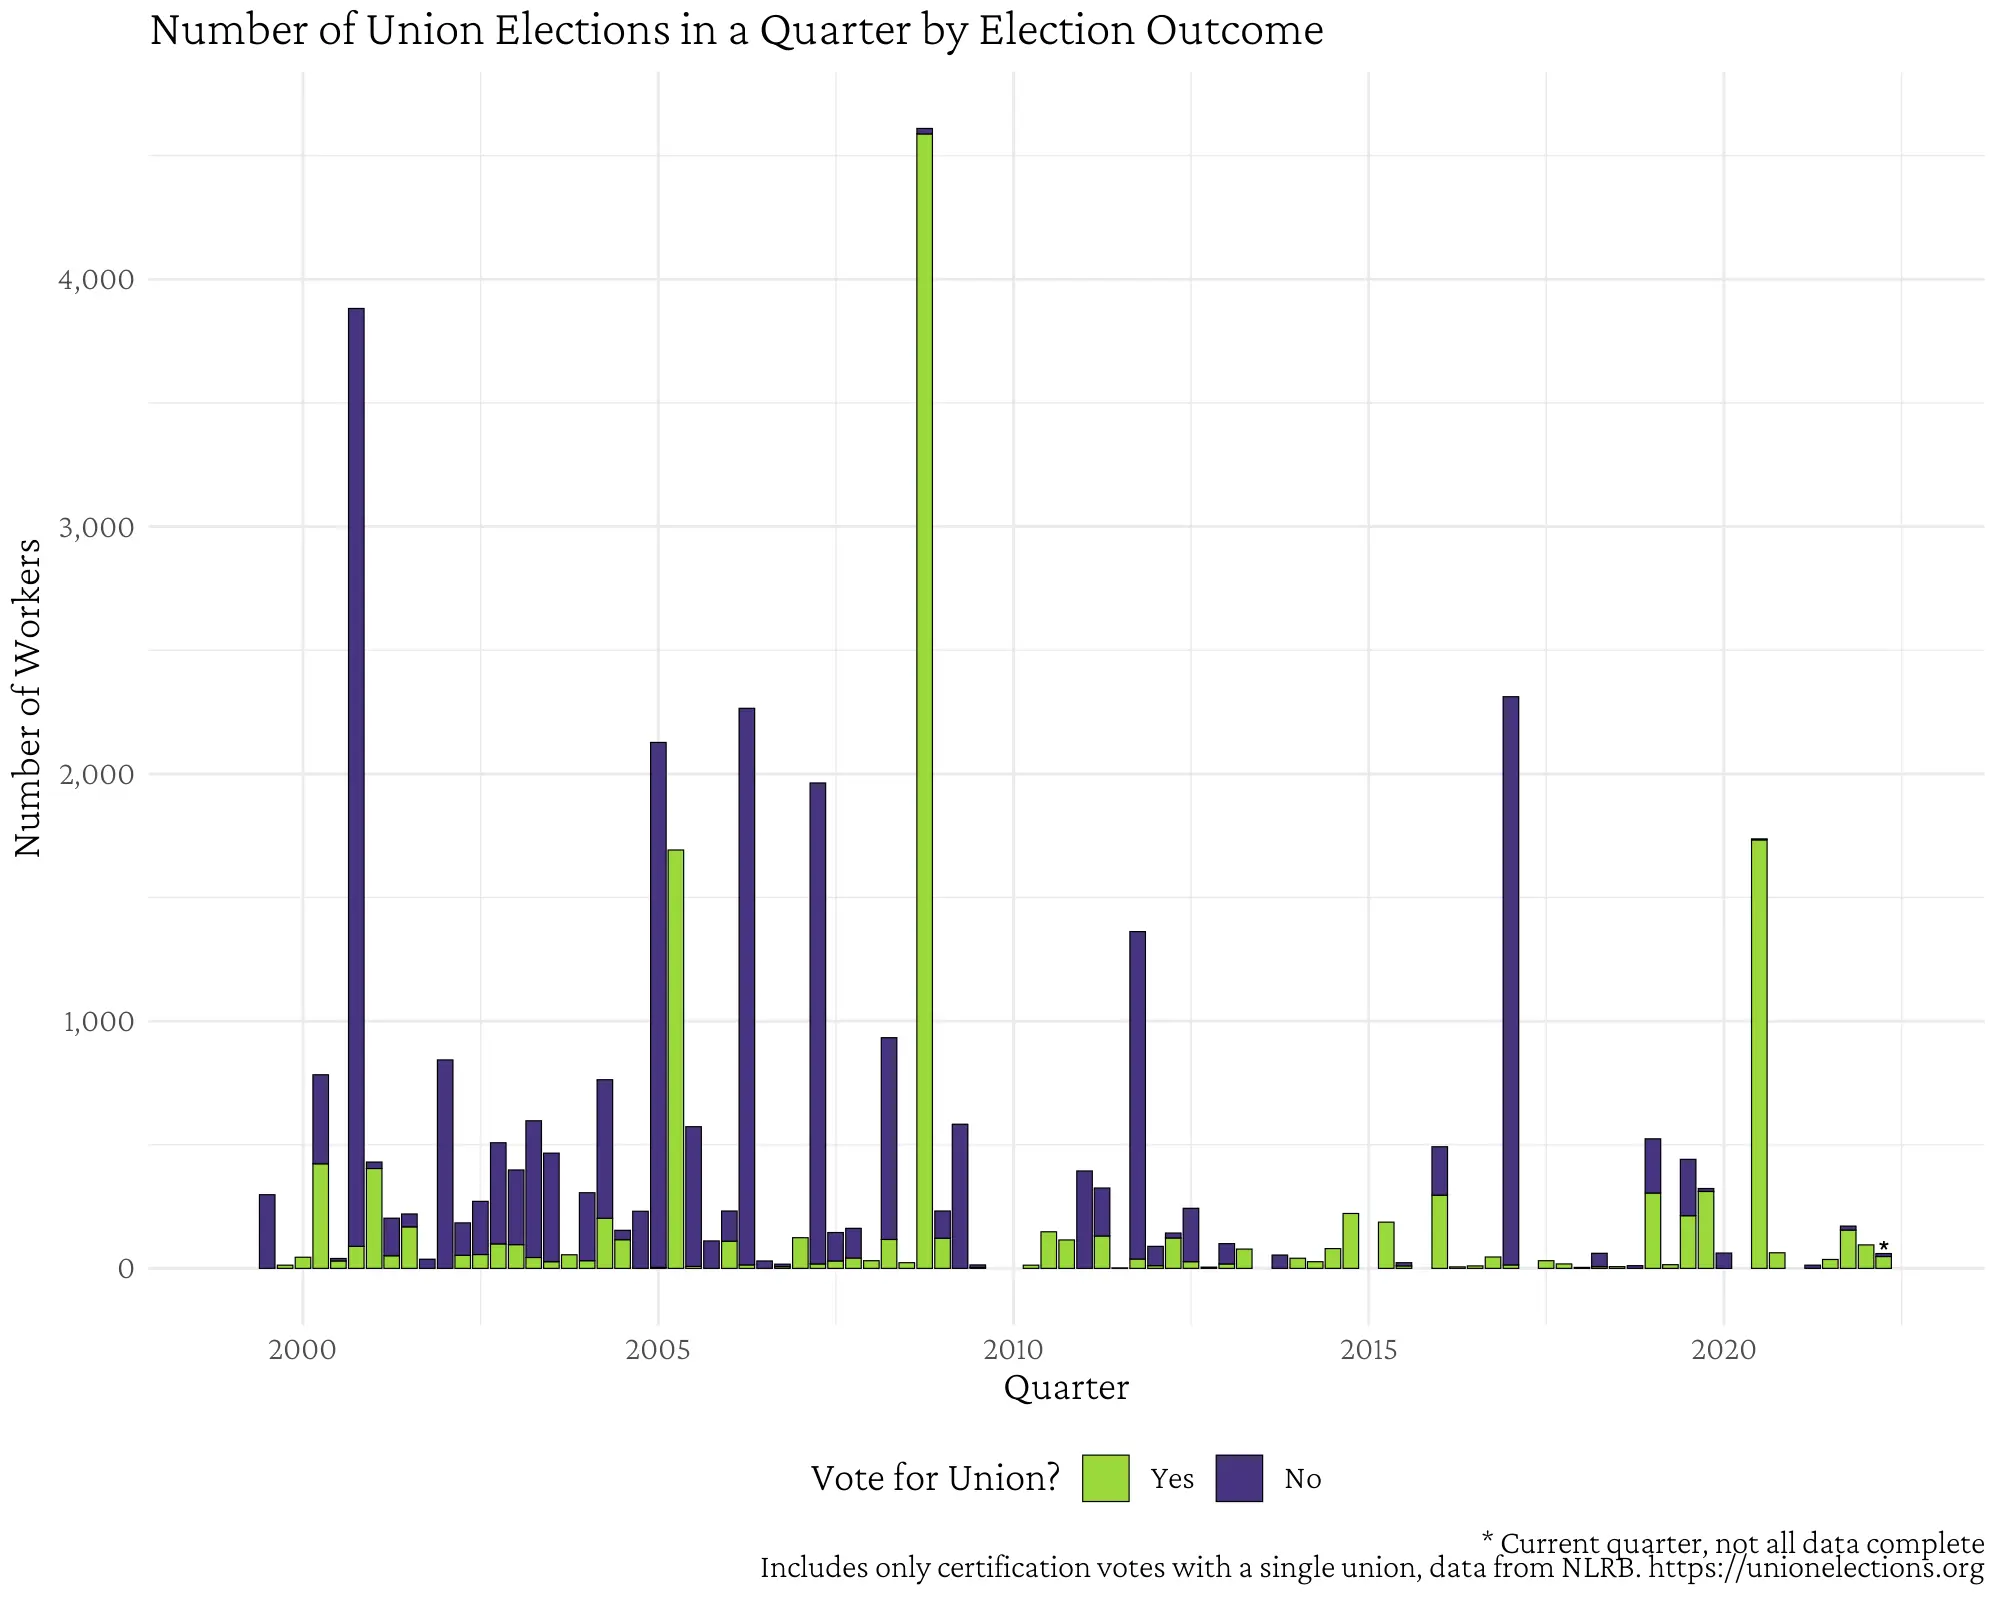 Number of Union Elections in a Quarter by Election Outcome
Number of Workers
4,000
3,000
2,000
1,000
0
*
2000 2005 2010 2015 2020
Quarter
Vote for Union? Yes No
* Current quarter, not all data complete
Includes only certification votes with a single union, data from NLRB. https://unionelections.org